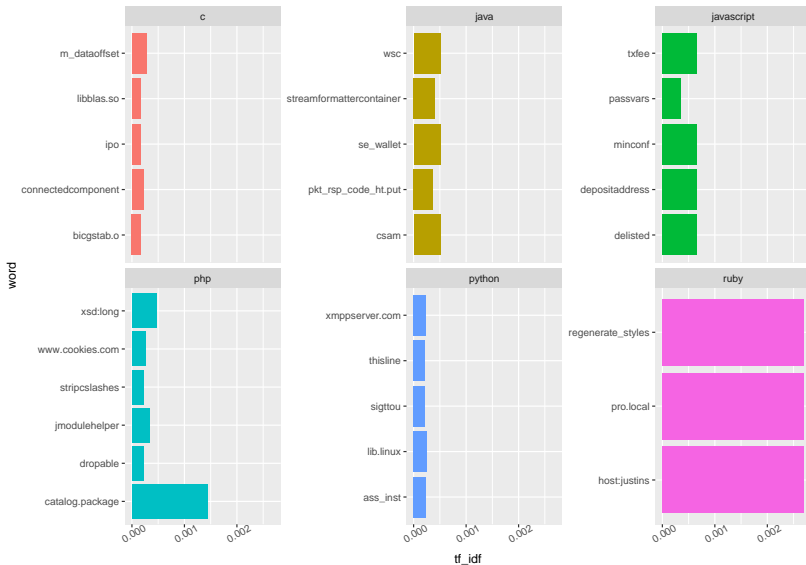 c
java
javascript
m_dataoffset
libblas.so
ipo
connectedcomponent
bicgstab.o
wsc
streamformattercontainer
se_wallet
pkt_rsp_code_ht.put
csam
txfee
passvars
minconf
depositaddress
delisted
word
php
python
ruby
xsd:long
www.cookies.com
stripcslashes
jmodulehelper
dropable
catalog.package
xmppserver.com
thisline
sigttou
lib.linux
ass_inst
regenerate_styles
pro.local
host:justins
0.000 0.001 0.002
0.000 0.001 0.002
0.000 0.001 0.002
tf_idf